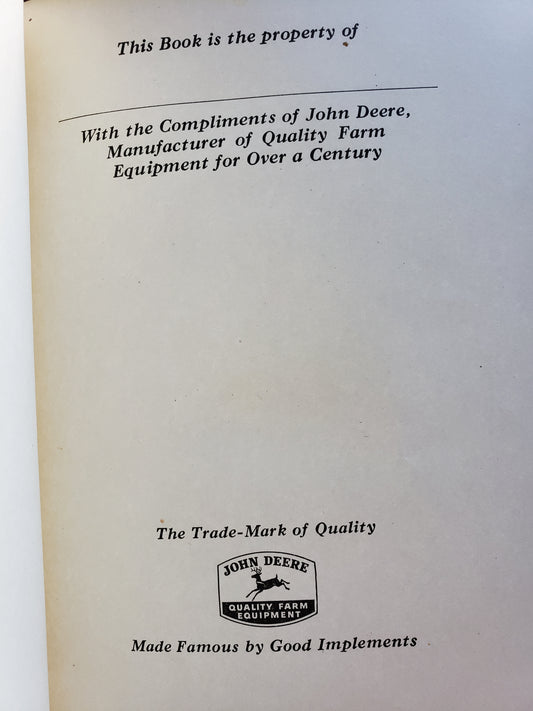 This Book is the property of
With the Compliments of John Deere,
Manufacturer of Quality Farm
Equipment for Over a Century
The Trade-Mark of Quality
JOHN DEERE
QUALITY FARM
EQUIPMENT
Made Famous by Good Implements